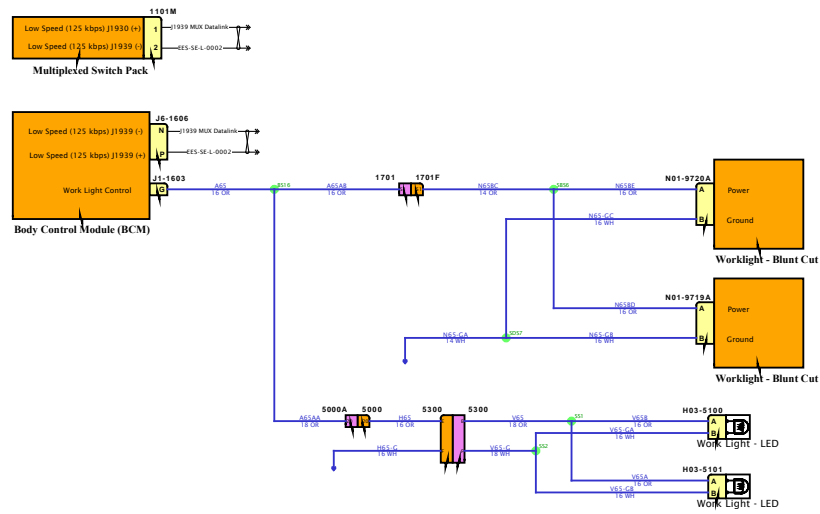 1101M
Low Speed (125 kbps) J1930 (+)
1
J1939 MUX Datalink
Low Speed (125 kbps) J1939 (-)
2
EES-SE-L-0002
Multiplexed Switch Pack
J6-1606
Low Speed (125 kbps) J1939 (-)
N
J1939 MUX Datalink
Low Speed (125 kbps) J1939 (+)
P
EES-SE-L-0002
J1-1603
Work Light Control
G
A65
16 OR
BS16
A65AB
16 OR
1701
1701F
N65BC
14 OR
SBS6
N65BE
16 OR
N01-9720A
A
Power
N65-GC
16 WH
B
Ground
Body Control Module (BCM)
Worklight - Blunt Cut
N01-9719A
N65BD
16 OR
A
Power
N65-GA
14 WH
SDS7
N65-GB
16 WH
B
Ground
Worklight - Blunt Cut
5000A
5000
5300
5300
H03-5100
A65AA
18 OR
H65
16 OR
V65
18 OR
SS1
V65B
16 OR
A
V65-GA
16 WH
B
Work Light - LED
H65-G
16 WH
V65-G
18 WH
SS2
H03-5101
V65A
16 OR
A
V65-GB
16 WH
B
Work Light - LED